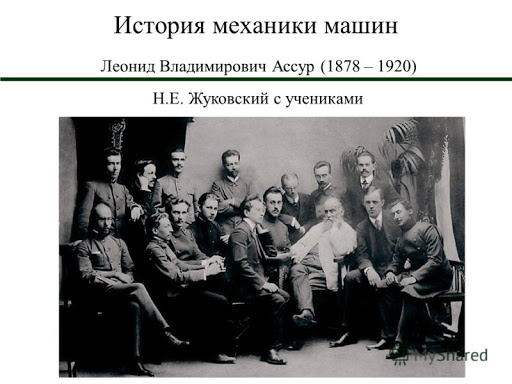 История механики машин
Леонид Владимирович Ассур (1878 – 1920)
Н.Е. Жуковский с учениками
MyShared